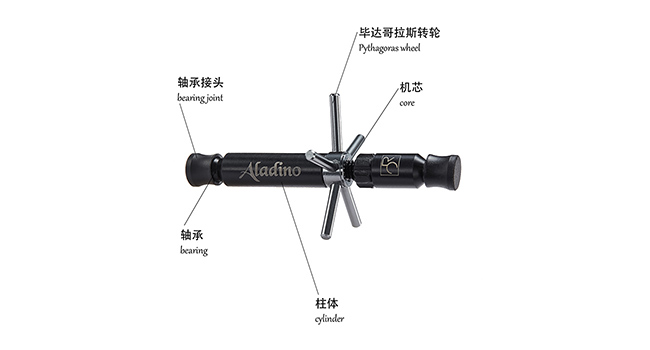 毕达哥拉斯转轮
Pythagoras wheel
轴承接头
bearing joint
机芯
core
Aladino
轴承
bearing
柱体
cylinder